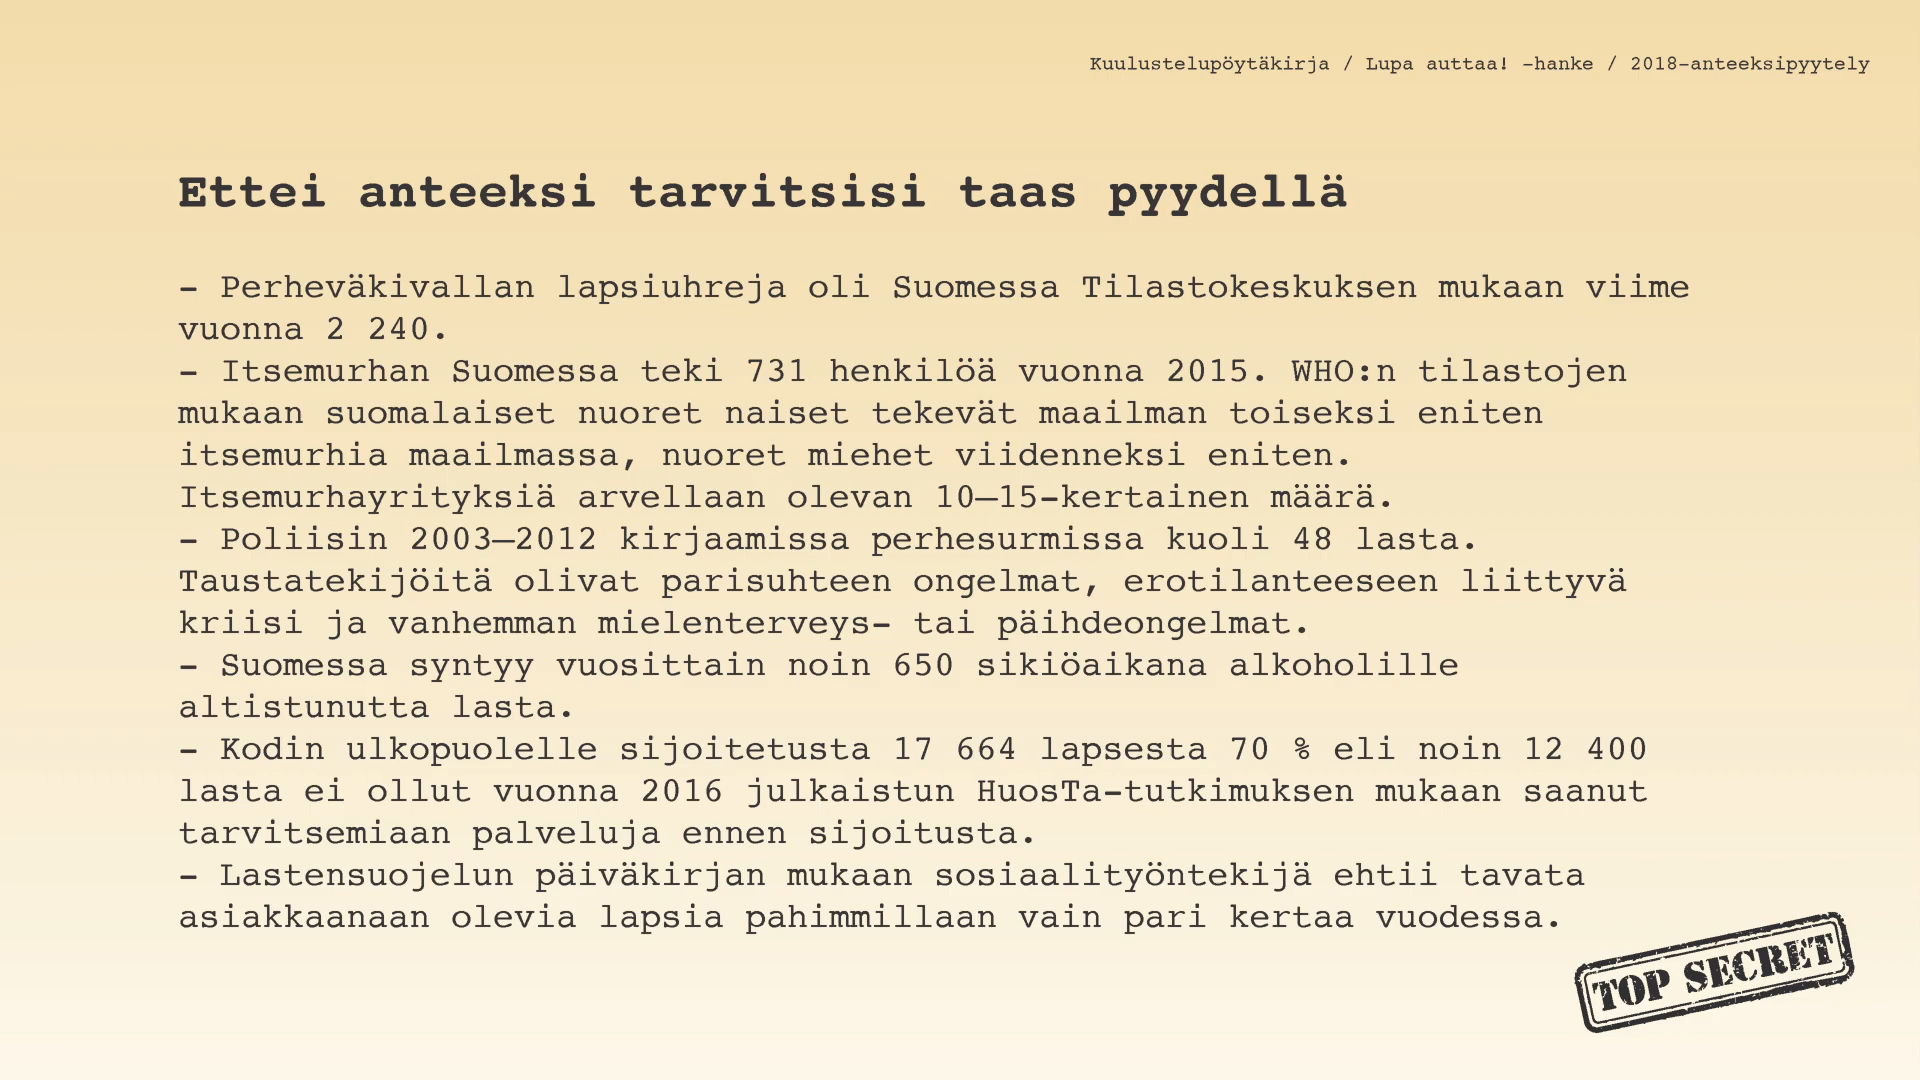 Kuulustelupöytäkirja / Lupa auttaa! -hanke / 2018-anteeksipyytely
Ettei anteeksi tarvitsisi taas pyydellä
- Perheväkivallan lapsiuhreja oli Suomessa Tilastokeskuksen mukaan viime
vuonna 2 240.
- Itsemurhan Suomessa teki 731 henkilöä vuonna 2015. WHO:n tilastojen
mukaan suomalaiset nuoret naiset tekevät maailman toiseksi eniten
itsemurhia maailmassa, nuoret miehet viidenneksi eniten.
Itsemurhayrityksiä arvellaan olevan 10–15-kertainen määrä.
- Poliisin 2003–2012 kirjaamissa perhesurmissa kuoli 48 lasta.
Taustatekijöitä olivat parisuhteen ongelmat, erotilanteeseen liittyvä
kriisi ja vanhemman mielenterveys- tai päihdeongelmat.
- Suomessa syntyy vuosittain noin 650 sikiöaikana alkoholille
altistunutta lasta.
- Kodin ulkopuolelle sijoitetusta 17 664 lapsesta 70 % eli noin 12 400
lasta ei ollut vuonna 2016 julkaistun HuosTa-tutkimuksen mukaan saanut
tarvitsemiaan palveluja ennen sijoitusta.
- Lastensuojelun päiväkirjan mukaan sosiaalityöntekijä ehtii tavata
asiakkaanaan olevia lapsia pahimmillaan vain pari kertaa vuodessa.
TOP SECRET